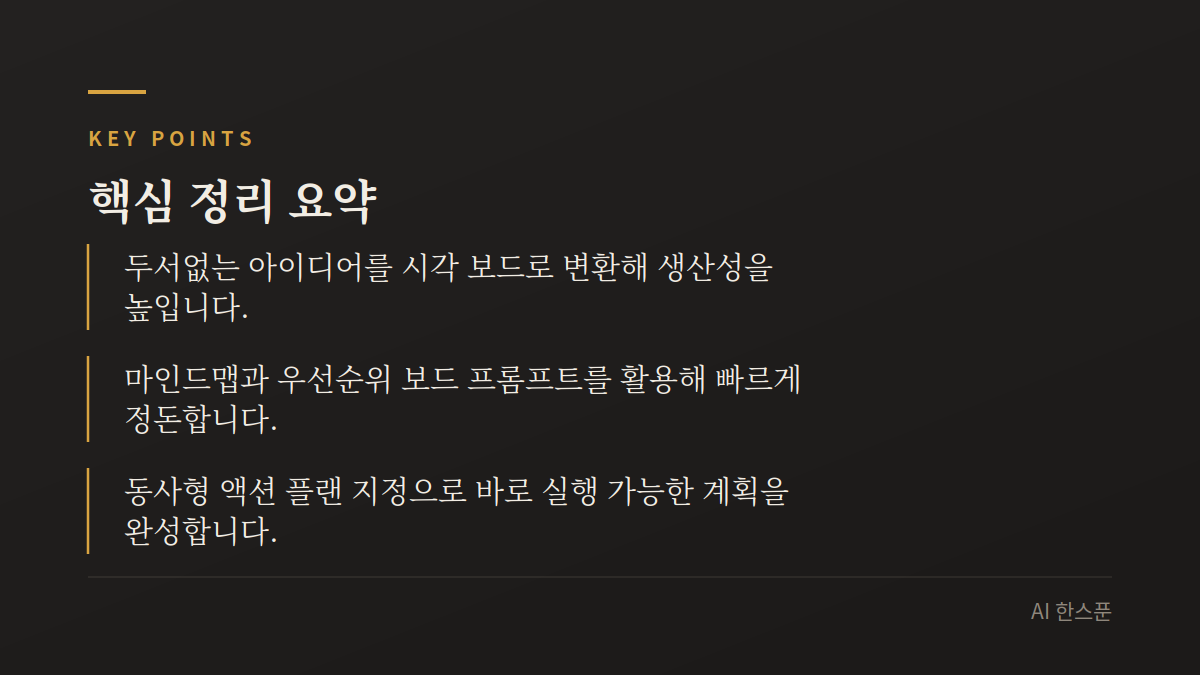 KEY POINTS
핵심 정리 요약
두서없는 아이디어를 시각 보드로 변환해 생산성을
높입니다.
마인드맵과 우선순위 보드 프롬프트를 활용해 빠르게
정돈합니다.
동사형 액션 플랜 지정으로 바로 실행 가능한 계획을
완성합니다.
AI 한스푼